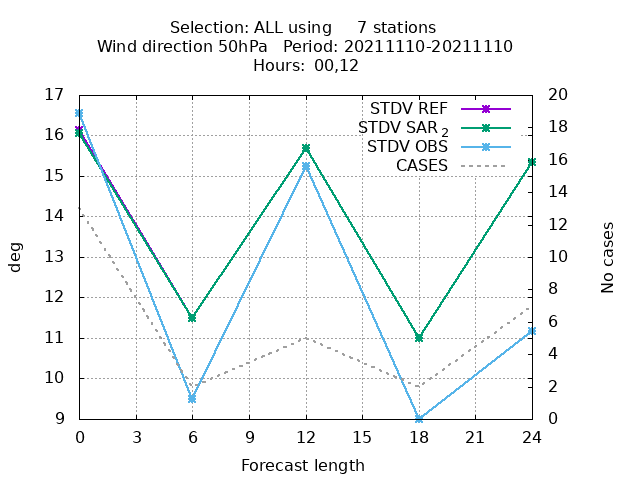 Selection: ALL using     7 stations
Wind direction 50hPa   Period: 20211110-20211110
Hours:  00,12
17
16
15
14
13
12
11
10
9
20
18
16
14
12
10
8
6
4
2
0
STDV REF
STDV SAR 2
STDV OBS
CASES
deg
No cases
0 3 6 9 12 15 18 21 24
Forecast length